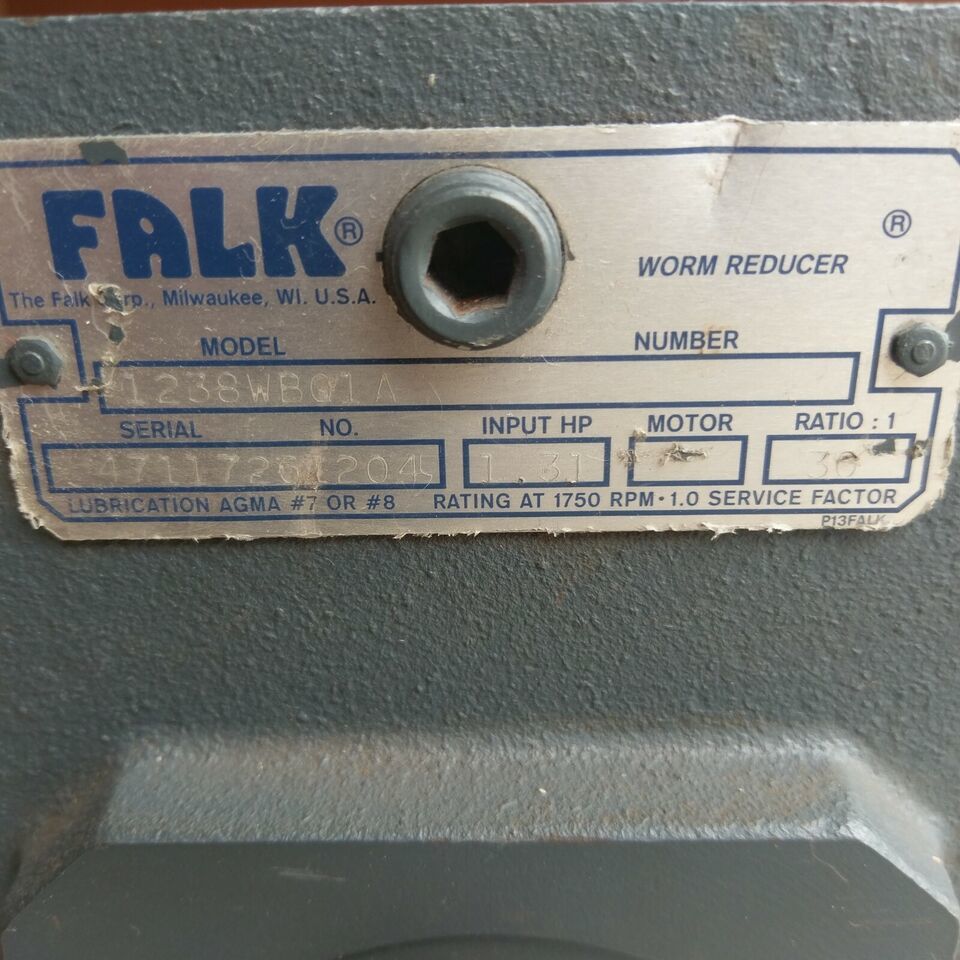 FALK®
®
WORM REDUCER
The Falk Corp., Milwaukee, WI. U.S.A.
MODEL NUMBER
1238WBQ1A
SERIAL NO. INPUT HP MOTOR RATIO : 1
1.31 30
LUBRICATION AGMA #7 OR #8 RATING AT 1750 RPM • 1.0 SERVICE FACTOR
P13FALK